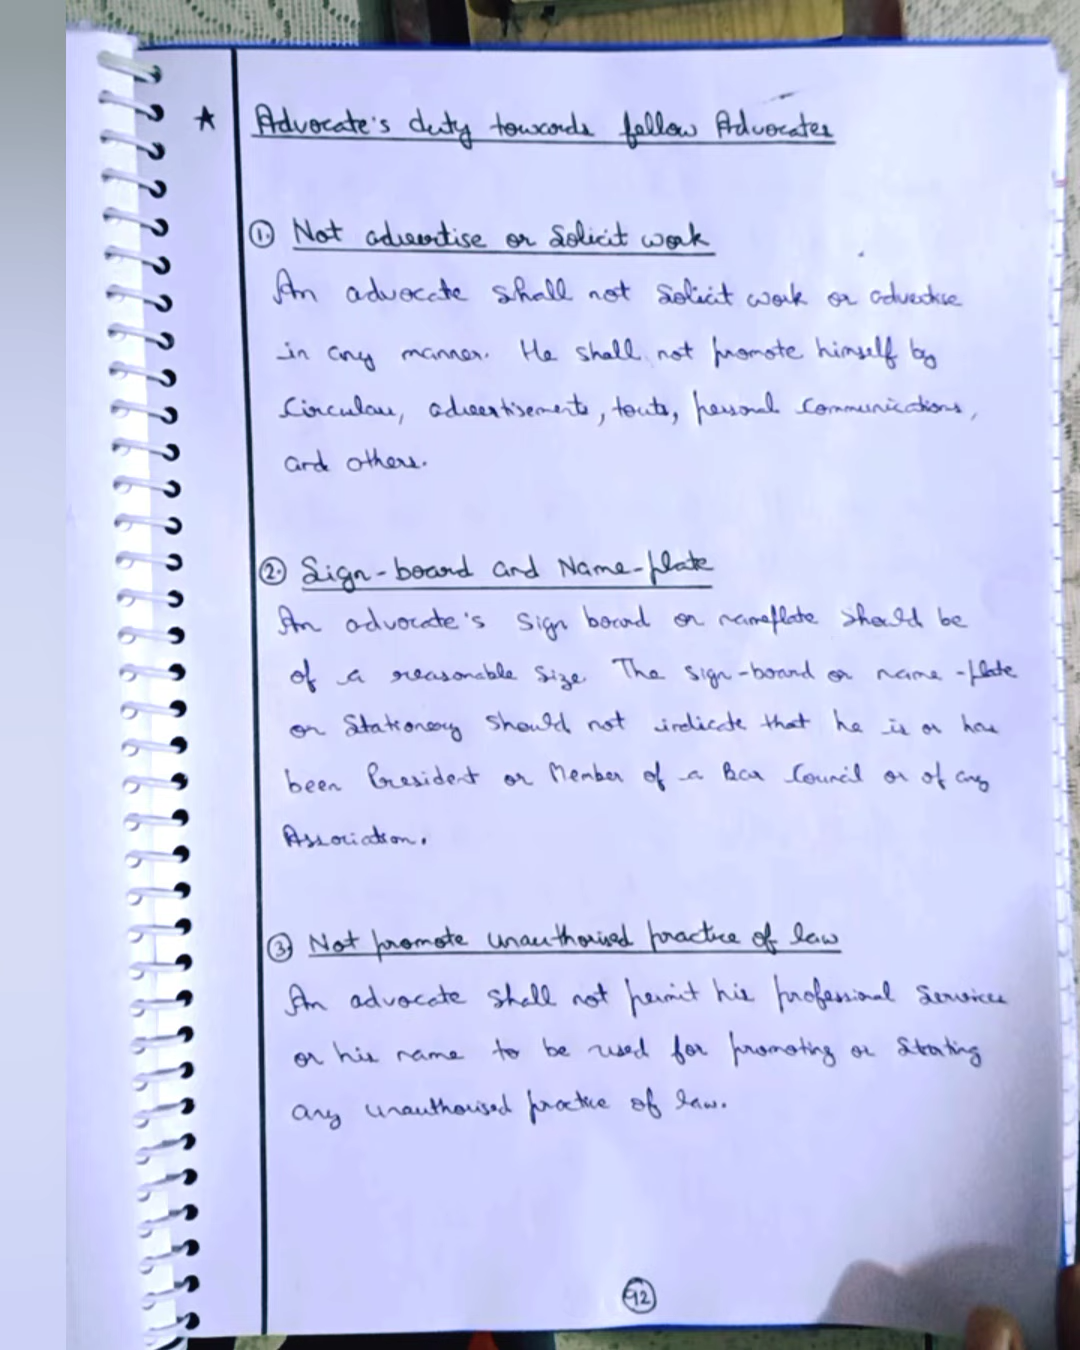 ★ Advocate's duty towards fellow Advocates
1. Not advertise or Solicit work
An advocate shall not solicit work or advertise
in any manner. He shall not promote himself by
Circulars, advertisements, touts, personal Communications,
and others.
2. Sign-board and Name-plate
An advocate's sign board or nameplate should be
of a reasonable size. The sign-board or name-plate
or Stationery should not indicate that he is or has
been President or Member of a Bar Council or of any
Association.
3. Not promote unauthorised practice of law
An advocate shall not permit his professional Services
or his name to be used for promoting or Starting
any unauthorised practice of law.
92